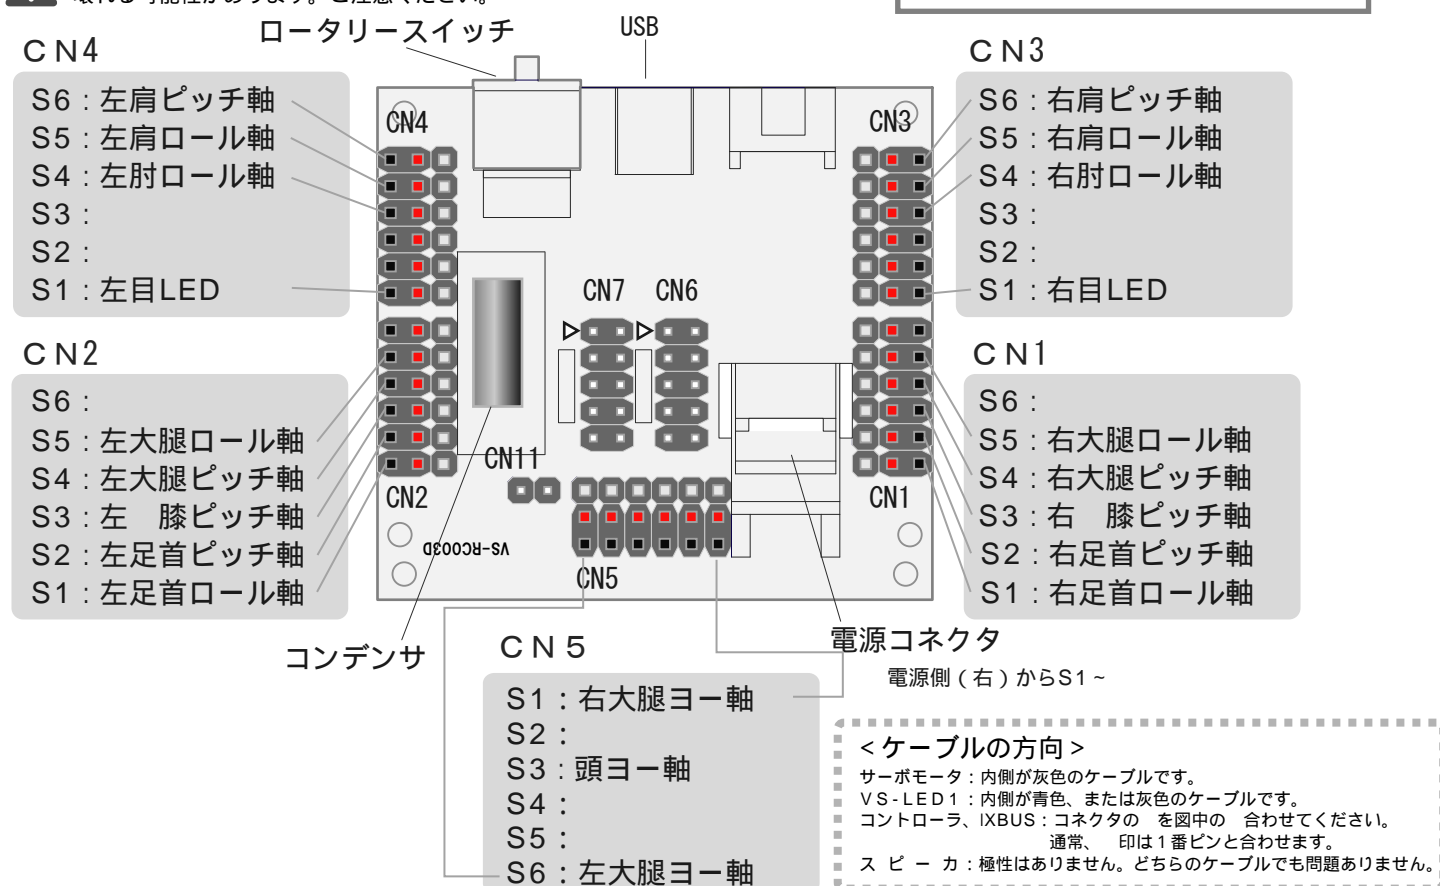 壊れる可能性があります。ご注意ください。
ロータリースイッチ
USB
CN4
S6：左肩ピッチ軸
S5：左肩ロール軸
S4：左肘ロール軸
S3：
S2：
S1：左目LED
CN3
S6：右肩ピッチ軸
S5：右肩ロール軸
S4：右肘ロール軸
S3：
S2：
S1：右目LED
CN4
CN3
CN7
CN6
CN2
S6：
S5：左大腿ロール軸
S4：左大腿ピッチ軸
S3：左　膝ピッチ軸
S2：左足首ピッチ軸
S1：左足首ロール軸
CN1
S6：
S5：右大腿ロール軸
S4：右大腿ピッチ軸
S3：右　膝ピッチ軸
S2：右足首ピッチ軸
S1：右足首ロール軸
CN11
CN2
CN1
VS-RC003D
CN5
コンデンサ
電源コネクタ
電源側（右）からS1~
CN5
S1：右大腿ヨー軸
S2：
S3：頭ヨー軸
S4：
S5：
S6：左大腿ヨー軸
<ケーブルの方向>
サーボモータ：内側が灰色のケーブルです。
VS-LED1：内側が青色、または灰色のケーブルです。
コントローラ、IXBUS：コネクタの　を図中の　合わせてください。
通常、　印は1番ピンと合わせます。
スピーカ：極性はありません。どちらのケーブルでも問題ありません。